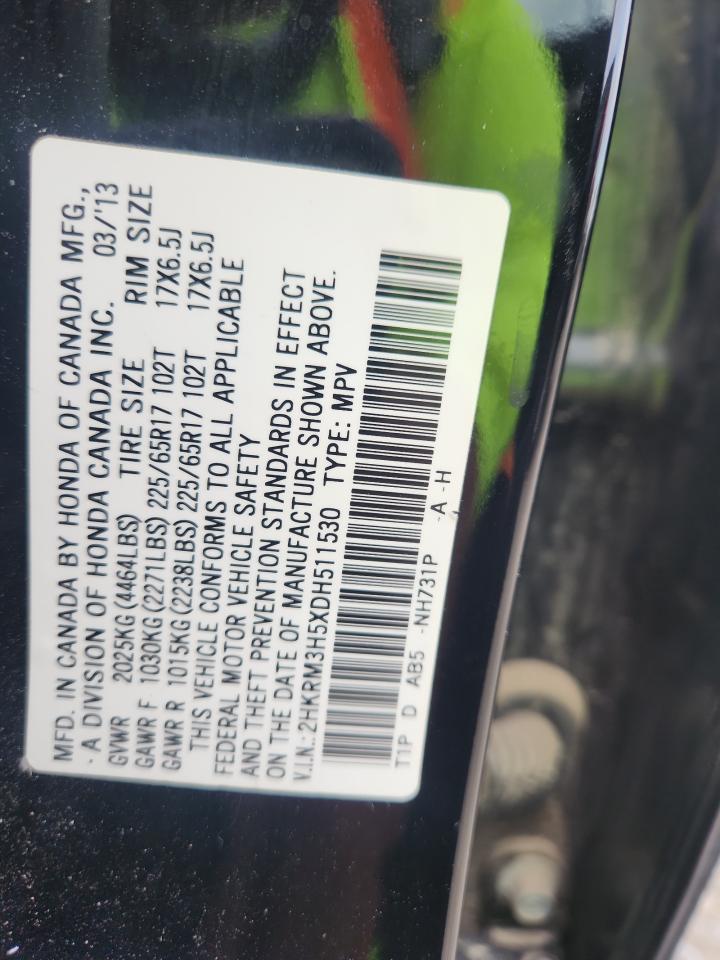 MFD. IN CANADA BY HONDA OF CANADA MFG.,
A DIVISION OF HONDA CANADA INC. 03/'13
GVWR 2025KG(4464LBS) TIRE SIZE RIM SIZE
GAWR F 1030KG(2271LBS) 225/65R17 102T 17X6.5J
GAWR R 1015KG(2238LBS) 225/65R17 102T 17X6.5J
THIS VEHICLE CONFORMS TO ALL APPLICABLE
FEDERAL MOTOR VEHICLE SAFETY
AND THEFT PREVENTION STANDARDS IN EFFECT
ON THE DATE OF MANUFACTURE SHOWN ABOVE.
V.I.N.:2HKRM3H5XDH511530 TYPE: MPV
T1P D AB5 -NH731P -A -H